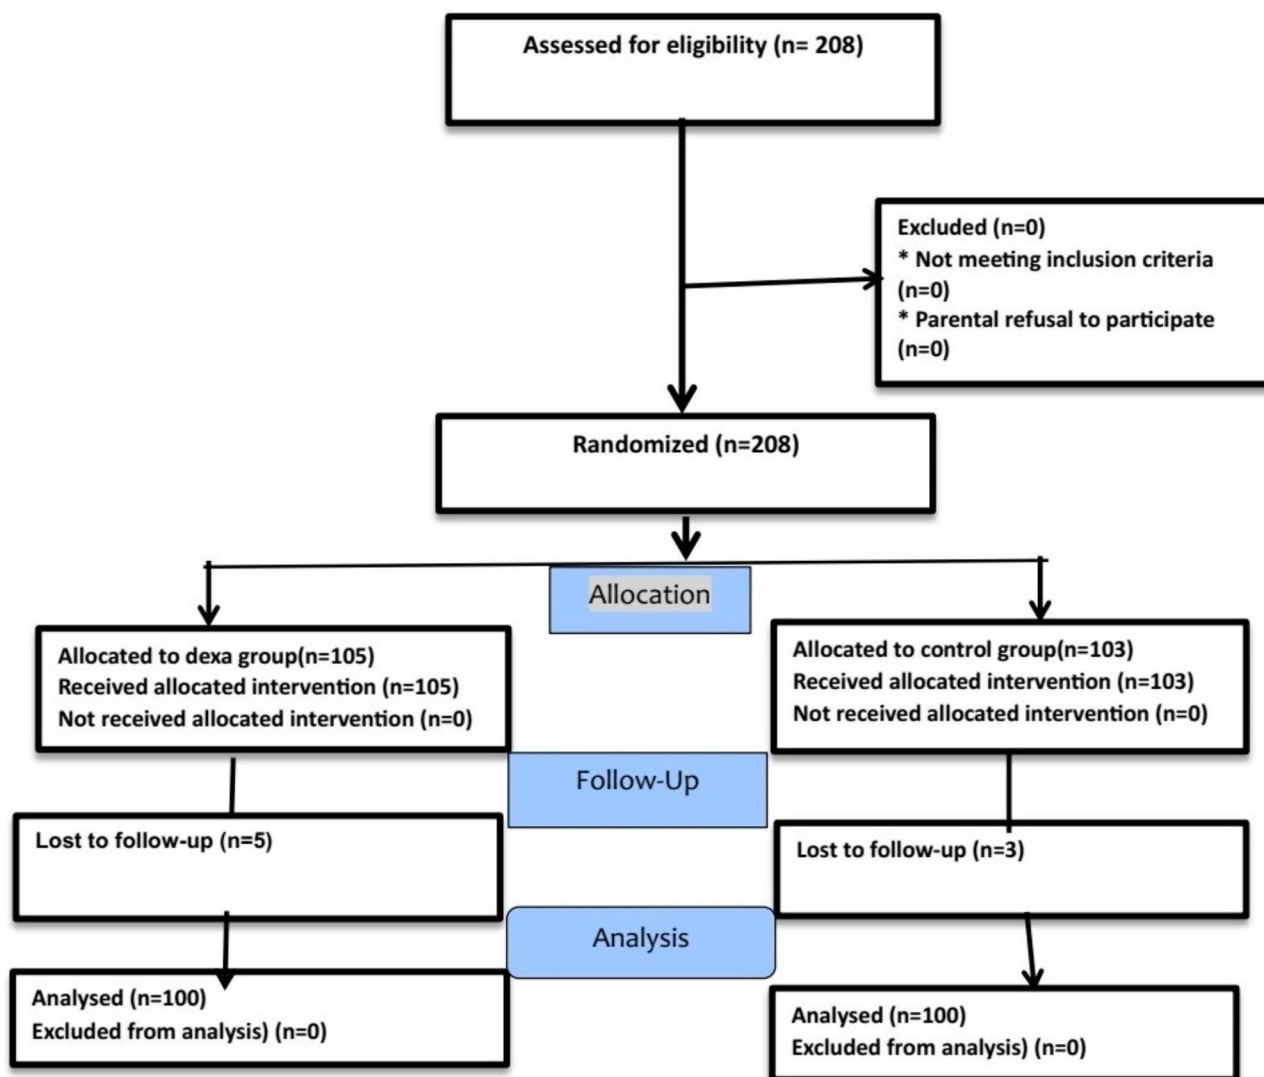 Assessed for eligibility (n= 208)
Excluded (n=0)
* Not meeting inclusion criteria
(n=0)
* Parental refusal to participate
(n=0)
Randomized (n=208)
Allocation
Allocated to dexa group(n=105)
Received allocated intervention (n=105)
Not received allocated intervention (n=0)
Allocated to control group(n=103)
Received allocated intervention (n=103)
Not received allocated intervention (n=0)
Follow-Up
Lost to follow-up (n=5)
Lost to follow-up (n=3)
Analysis
Analysed (n=100)
Excluded from analysis) (n=0)
Analysed (n=100)
Excluded from analysis) (n=0)